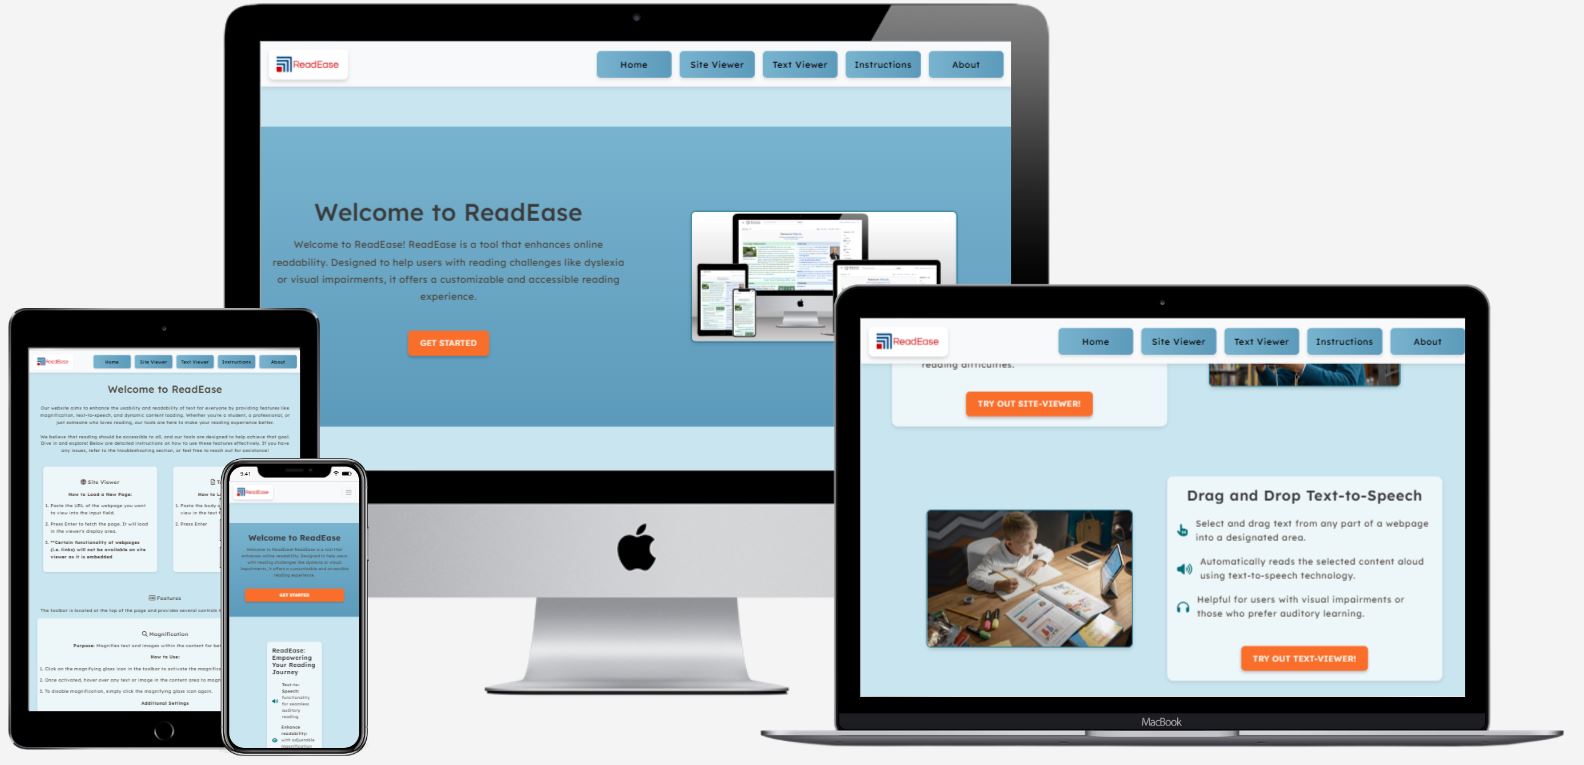 ReadEase
Home
Site Viewer
Text Viewer
Instructions
About
Welcome to ReadEase
Welcome to ReadEase! ReadEase is a tool that enhances online
readability. Designed to help users with reading challenges like dyslexia
or visual impairments, it offers a customizable and accessible reading
experience.
GET STARTED
ReadEase
Home
Site Viewer
Text Viewer
Instructions
About
Welcome to ReadEase
Our website aims to enhance the usability and readability of text for everyone by providing features like
magnification, text-to-speech, and dynamic content loading. Whether you're a student, a professional, or
just someone who loves reading, our tools are here to make your reading experience better.
We believe that reading should be accessible to all, and our tools are designed to help achieve that goal.
Dive in and explore! Below are detailed instructions on how to use these features effectively. If you have
any issues, refer to the troubleshooting section, or feel free to reach out for assistance!
Site Viewer
How to Load a New Page:
1. Paste the URL of the webpage you want
to view into the input field.
2. Press Enter to fetch the page. It will load
in the viewer's display area.
3. **Certain functionality of webpages
(i.e. links) will not be available on site
viewer as it is embedded
How to L
1. Paste the body o
view in the text f
2. Press Enter
Features
The toolbar is located at the top of the page and provides several controls
Magnification
Purpose: Magnifies text and images within the content for bet
How to Use:
1. Click on the magnifying glass icon in the toolbar to activate the magnific
2. Once activated, hover over any text or image in the content area to magn
3. To disable magnification, simply click the magnifying glass icon again.
Additional Settings
9:41
ReadEase
Welcome to ReadEase
Welcome to ReadEase! ReadEase is a tool that
enhances online readability. Designed to help users
with reading challenges like dyslexia or visual
impairments, it offers a customizable and accessible
reading experience.
GET STARTED
ReadEase:
Empowering
Your Reading
Journey
Text-to-
Speech
functionality
for seamless
auditory
reading
Enhance
readability
with adjustable
magnification
ReadEase
Home
Site Viewer
Text Viewer
Instructions
About
reading difficulties.
TRY OUT SITE-VIEWER!
Drag and Drop Text-to-Speech
Select and drag text from any part of a webpage
into a designated area.
Automatically reads the selected content aloud
using text-to-speech technology.
Helpful for users with visual impairments or
those who prefer auditory learning.
TRY OUT TEXT-VIEWER!
MacBook